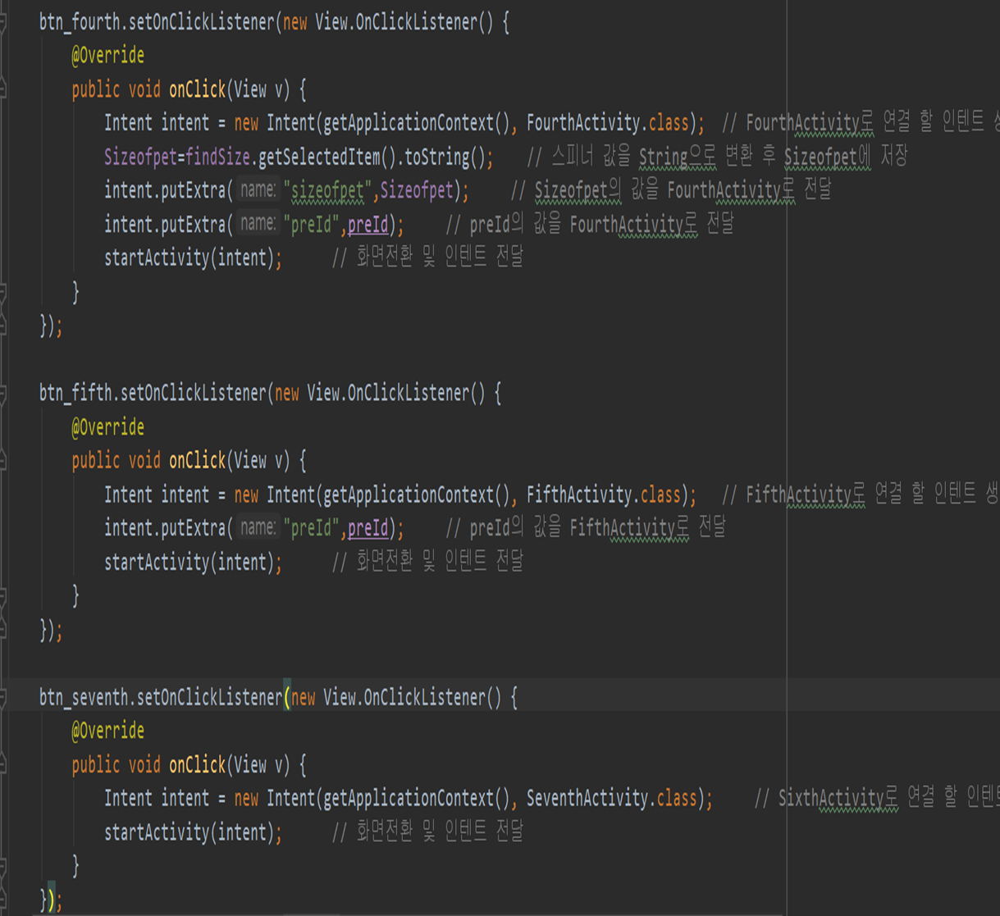 btn_fourth.setOnClickListener(new View.OnClickListener() {
@Override
public void onClick(View v) {
Intent intent = new Intent(getApplicationContext(), FourthActivity.class);  // FourthActivity로 연결 할 인텐트
Sizeofpet=findSize.getSelectedItem().toString();    // 스피너 값을 String으로 변환 후 Sizeofpet에 저장
intent.putExtra( name: "sizeofpet",Sizeofpet);     // Sizeofpet의 값을 FourthActivity로 전달
intent.putExtra( name: "preId",preId);     // preId의 값을 FourthActivity로 전달
startActivity(intent);      // 화면전환 및 인텐트 전달
}
});
btn_fifth.setOnClickListener(new View.OnClickListener() {
@Override
public void onClick(View v) {
Intent intent = new Intent(getApplicationContext(), FifthActivity.class);   // FifthActivity로 연결 할 인텐트
intent.putExtra( name: "preId",preId);     // preId의 값을 FifthActivity로 전달
startActivity(intent);      // 화면전환 및 인텐트 전달
}
});
btn_seventh.setOnClickListener(new View.OnClickListener() {
@Override
public void onClick(View v) {
Intent intent = new Intent(getApplicationContext(), SeventhActivity.class);     // SixthActivity로 연결 할
startActivity(intent);      // 화면전환 및 인텐트 전달
}
});